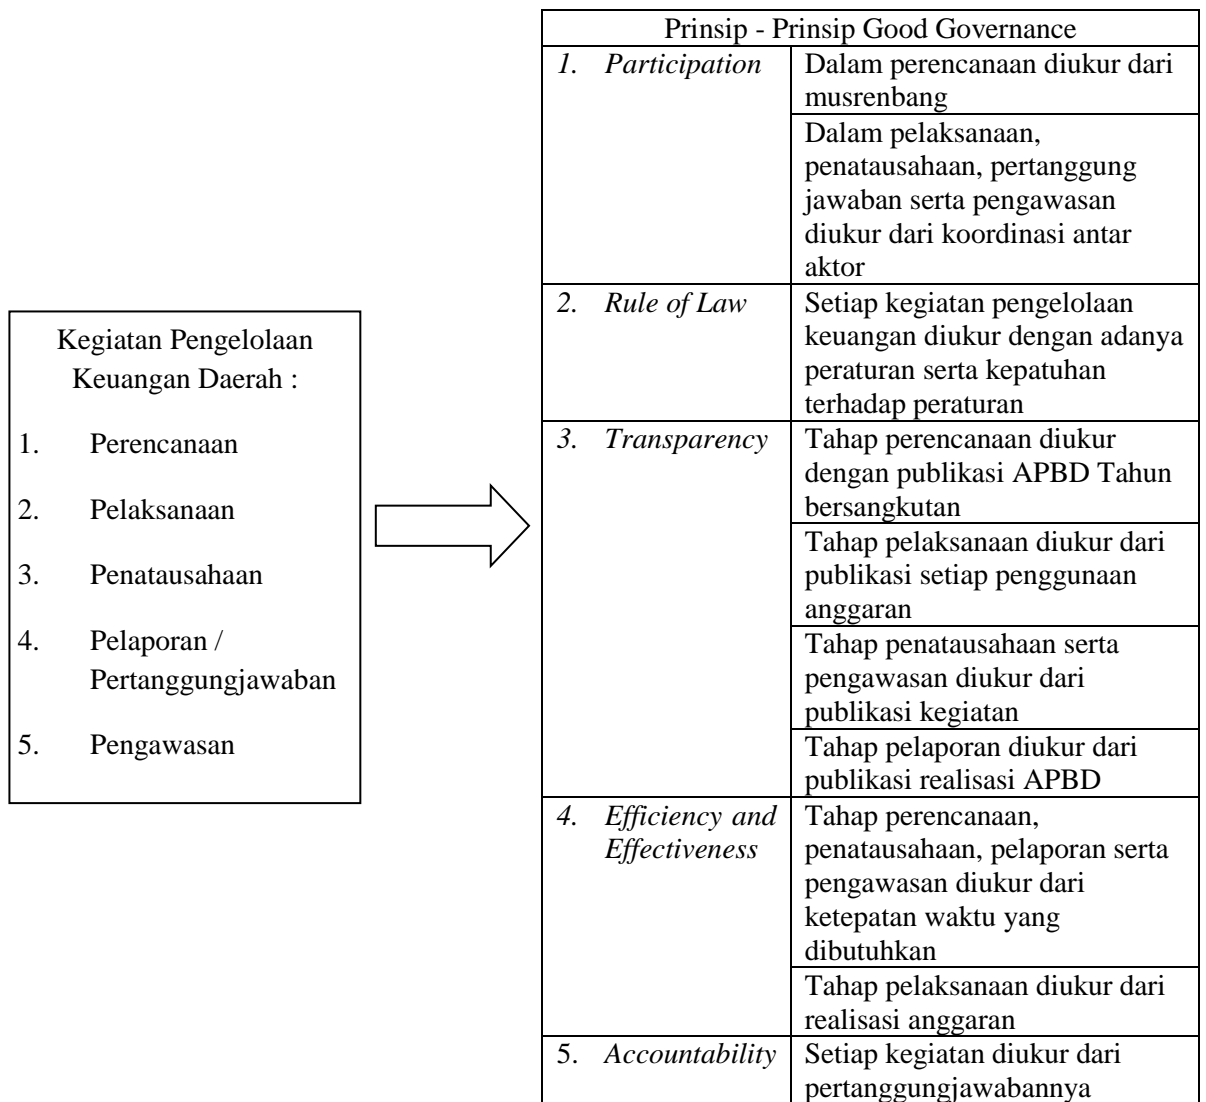 Kegiatan Pengelolaan
Keuangan Daerah :
1. Perencanaan
2. Pelaksanaan
3. Penatausahaan
4. Pelaporan /
Pertanggungjawaban
5. Pengawasan
Prinsip - Prinsip Good Governance
1. Participation
Dalam perencanaan diukur dari
musrenbang
Dalam pelaksanaan,
penatausahaan, pertanggung
jawaban serta pengawasan
diukur dari koordinasi antar
aktor
2. Rule of Law
Setiap kegiatan pengelolaan
keuangan diukur dengan adanya
peraturan serta kepatuhan
terhadap peraturan
3. Transparency
Tahap perencanaan diukur
dengan publikasi APBD Tahun
bersangkutan
Tahap pelaksanaan diukur dari
publikasi setiap penggunaan
anggaran
Tahap penatausahaan serta
pengawasan diukur dari
publikasi kegiatan
Tahap pelaporan diukur dari
publikasi realisasi APBD
4. Efficiency and
Effectiveness
Tahap perencanaan,
penatausahaan, pelaporan serta
pengawasan diukur dari
ketepatan waktu yang
dibutuhkan
Tahap pelaksanaan diukur dari
realisasi anggaran
5. Accountability
Setiap kegiatan diukur dari
pertanggungjawabannya